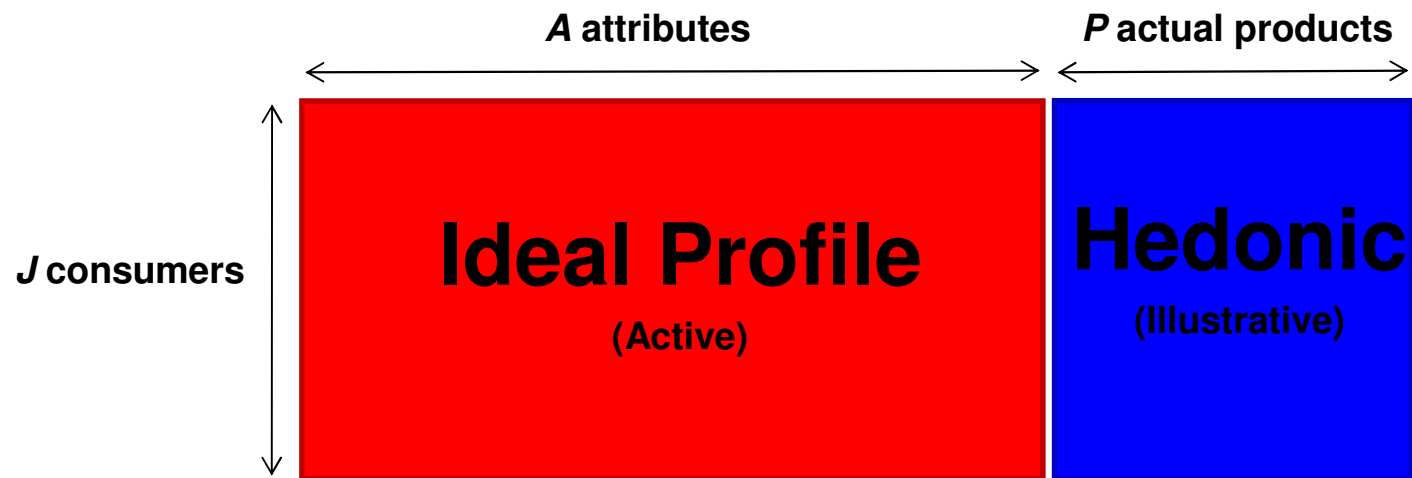 A attributes
P actual products
J consumers
Ideal Profile
(Active)
Hedonic
(Illustrative)